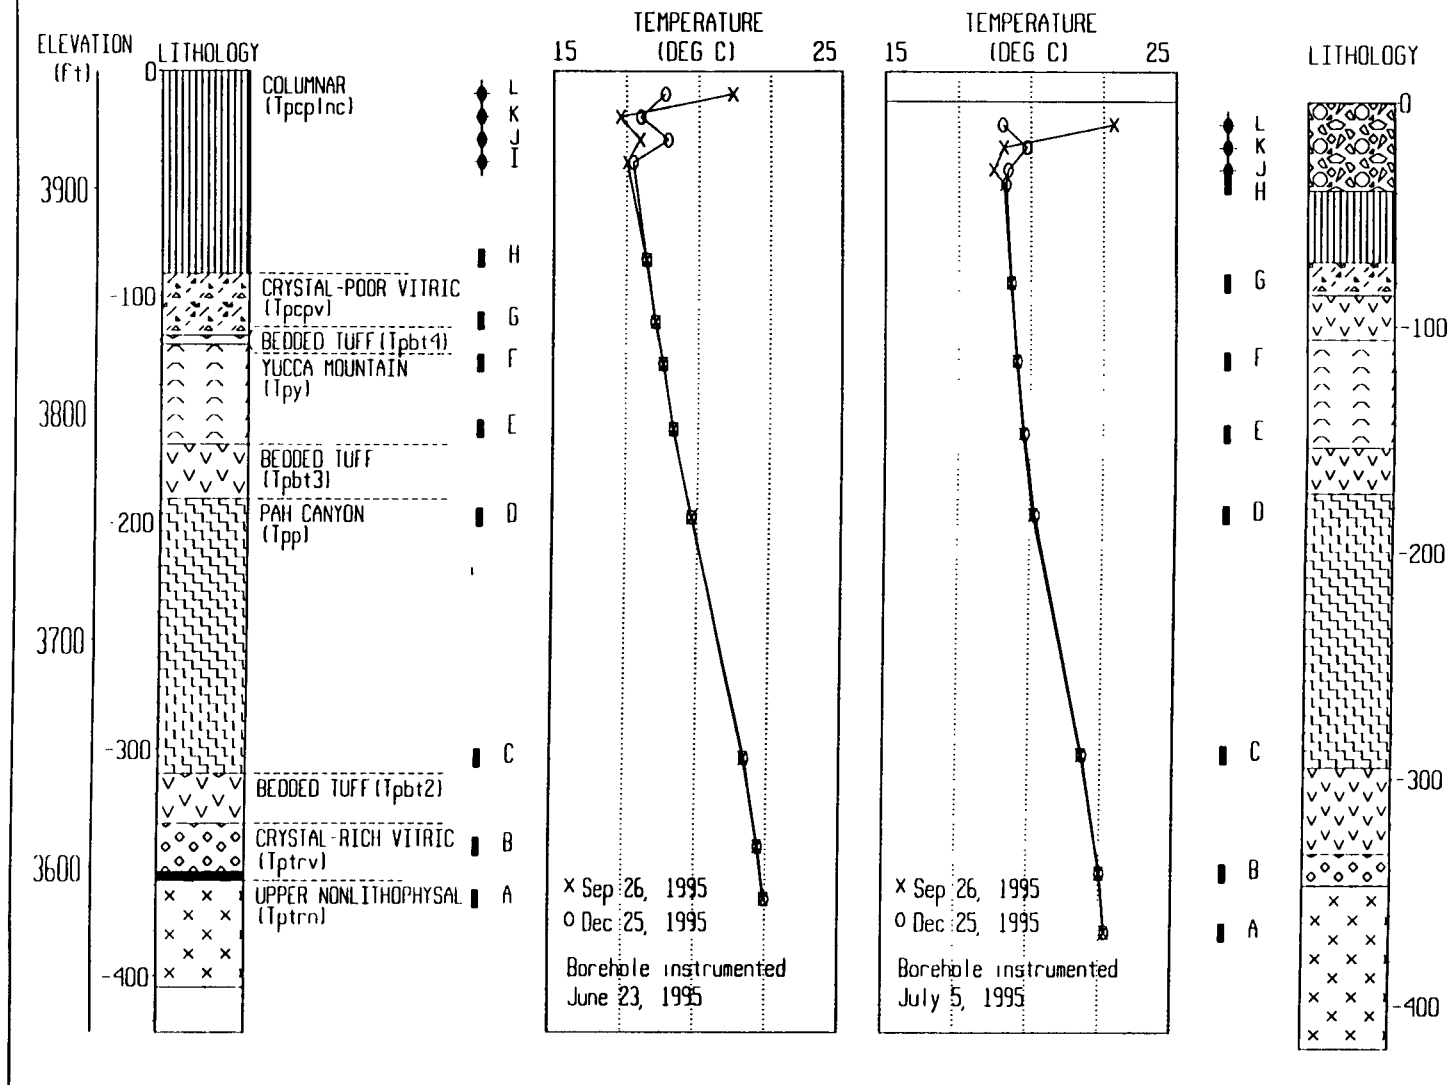 ELEVATION
(ft)
LITHOLOGY
TEMPERATURE
(DEG C)
15
25
TEMPERATURE
(DEG C)
15
25
LITHOLOGY
0
-100
-200
-300
-400
3900
3800
3700
3600
COLUMNAR
(Tpcplnc)
CRYSTAL-POOR VITRIC
(Tpcpv)
BEDDED TUFF (Tpbt4)
YUCCA MOUNTAIN
(Tpy)
BEDDED TUFF
(Tpbt3)
PAH CANYON
(Tpp)
BEDDED TUFF (Tpbt2)
CRYSTAL-RICH VITRIC
(Tptrv)
UPPER NONLITHOPHYSAL
(Tptrn)
L
K
J
I
H
G
F
E
D
C
B
A
X Sep 26, 1995
O Dec 25, 1995
Borehole instrumented
June 23, 1995
X Sep 26, 1995
O Dec 25, 1995
Borehole instrumented
July 5, 1995
L
K
J
H
G
F
E
D
C
B
A
0
-100
-200
-300
-400